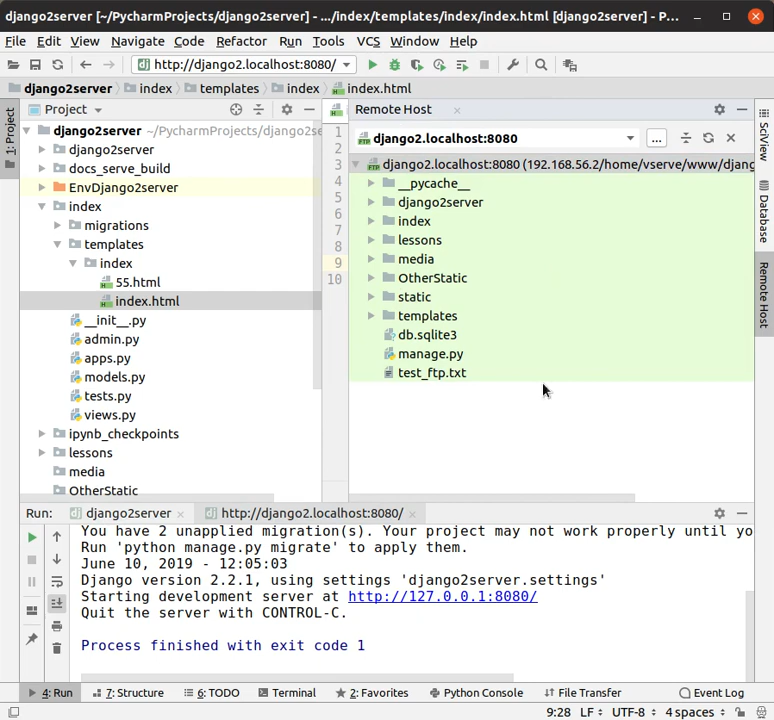 django2server [~/PycharmProjects/django2server] - .../index/templates/index/index.html [django2server] - P...
File Edit View Navigate Code Refactor Run Tools VCS Window Help
http://django2.localhost:8080/
django2server index templates index index.html
1: Project
Project
django2server ~/PycharmProjects/django2se
django2server
docs_serve_build
EnvDjango2server
index
migrations
templates
index
55.html
index.html
__init__.py
admin.py
apps.py
models.py
tests.py
views.py
ipynb_checkpoints
lessons
media
OtherStatic
1
2
3
4
5
6
7
8
9
10
Remote Host
django2.localhost:8080
...
django2.localhost:8080 (192.168.56.2/home/vserve/www/djang
__pycache__
django2server
index
lessons
media
OtherStatic
static
templates
db.sqlite3
manage.py
test_ftp.txt
SciView
Database
Remote Host
Run: django2server http://django2.localhost:8080/
You have 2 unapplied migration(s). Your project may not work properly until yo
Run 'python manage.py migrate' to apply them.
June 10, 2019 - 12:05:03
Django version 2.2.1, using settings 'django2server.settings'
Starting development server at http://127.0.0.1:8080/
Quit the server with CONTROL-C.
Process finished with exit code 1
4: Run 7: Structure 6: TODO Terminal 2: Favorites Python Console File Transfer Event Log
9:28 LF UTF-8 4 spaces